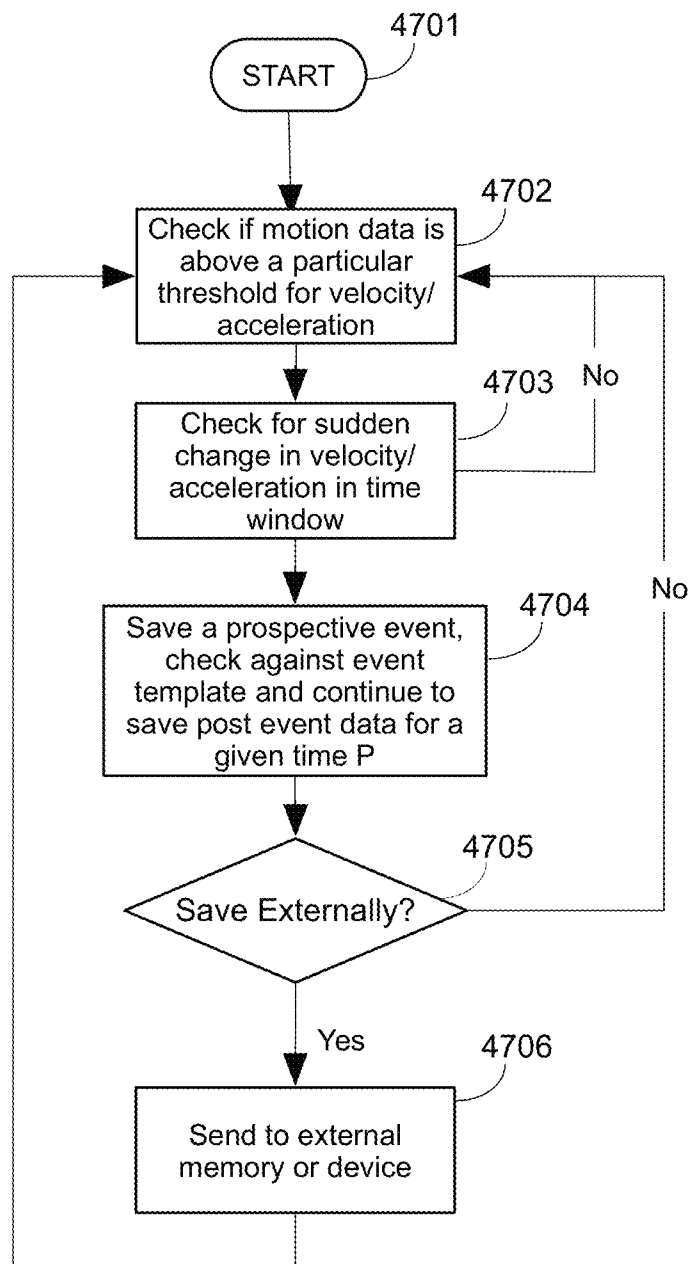 4701
START
4702
Check if motion data is
above a particular
threshold for velocity/
acceleration
No
4703
Check for sudden
change in velocity/
acceleration in time
window
No
4704
Save a prospective event,
check against event
template and continue to
save post event data for a
given time P
4705
Save Externally?
Yes
4706
Send to external
memory or device